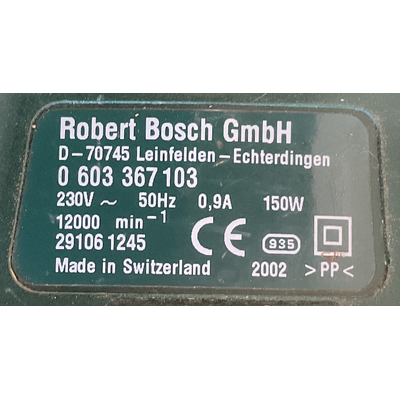 Robert Bosch GmbH
D-70745 Leinfelden-Echterdingen
0 603 367 103
230V ~ 50Hz 0,9A 150W
12000 min⁻¹
29106 1245 CE 935
Made in Switzerland 2002 >PP<